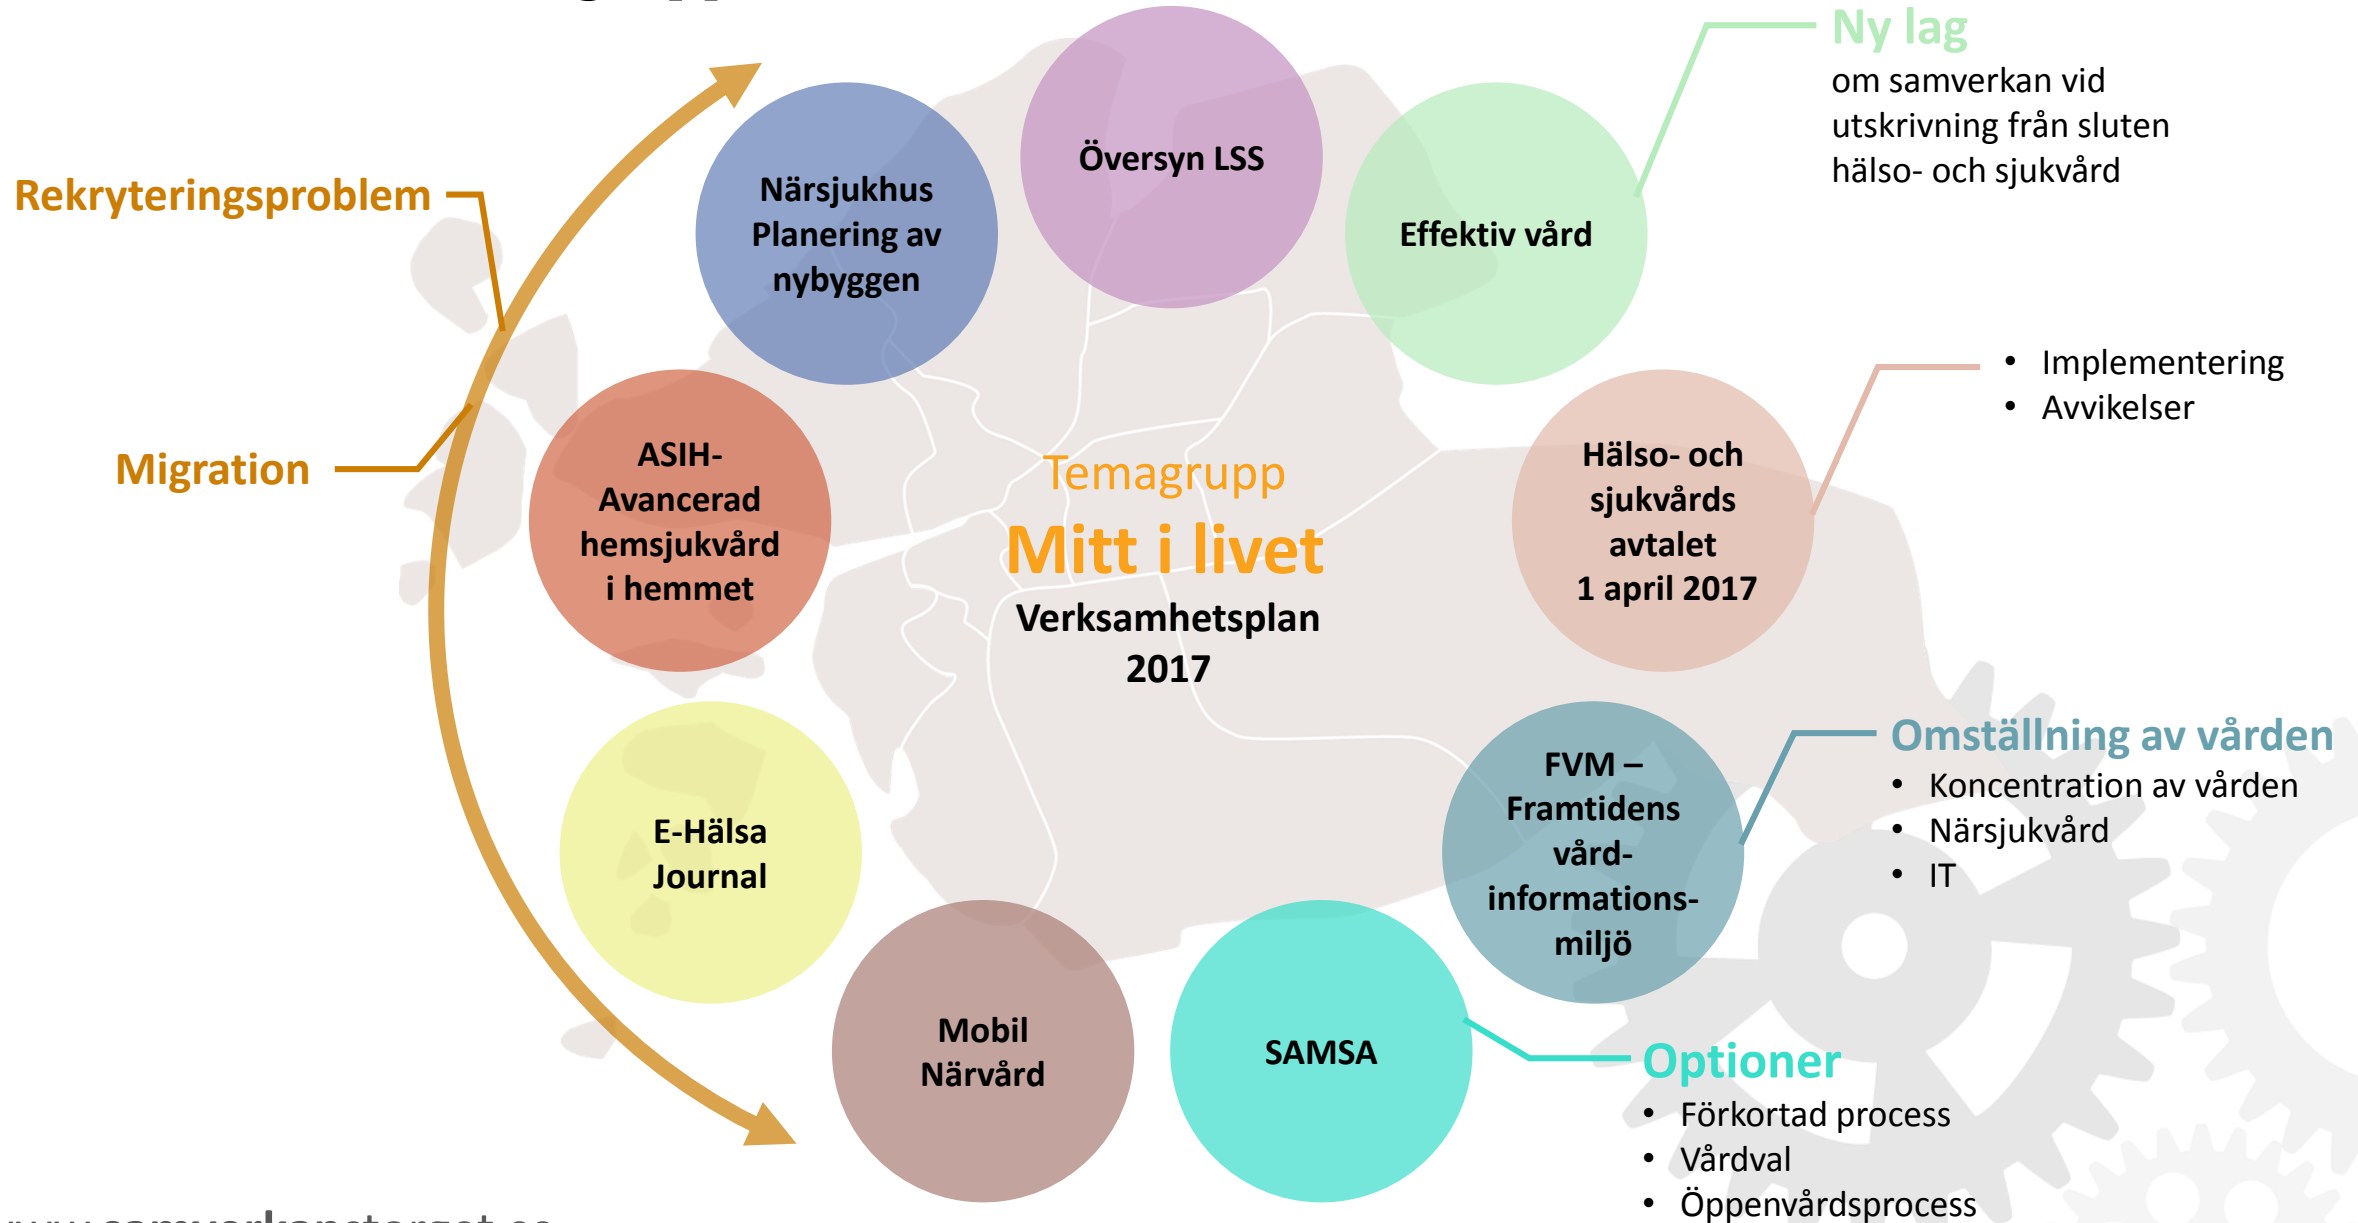 Ny lag
om samverkan vid
utskrivning från sluten
hälso- och sjukvård
Översyn LSS
Närsjukhus
Planering av
nybyggen
Effektiv vård
Rekryteringsproblem
Migration
ASIH-
Avancerad
hemsjukvård
i hemmet
Temagrupp
Mitt i livet
Verksamhetsplan
2017
Hälso- och
sjukvårds
avtalet
1 april 2017
• Implementering
• Avvikelser
E-Hälsa
Journal
FVM –
Framtidens
vård-
informations-
miljö
Omställning av vården
• Koncentration av vården
• Närsjukvård
• IT
Mobil
Närvård
SAMSA
Optioner
• Förkortad process
• Vårdval
• Öppenvårdsprocess